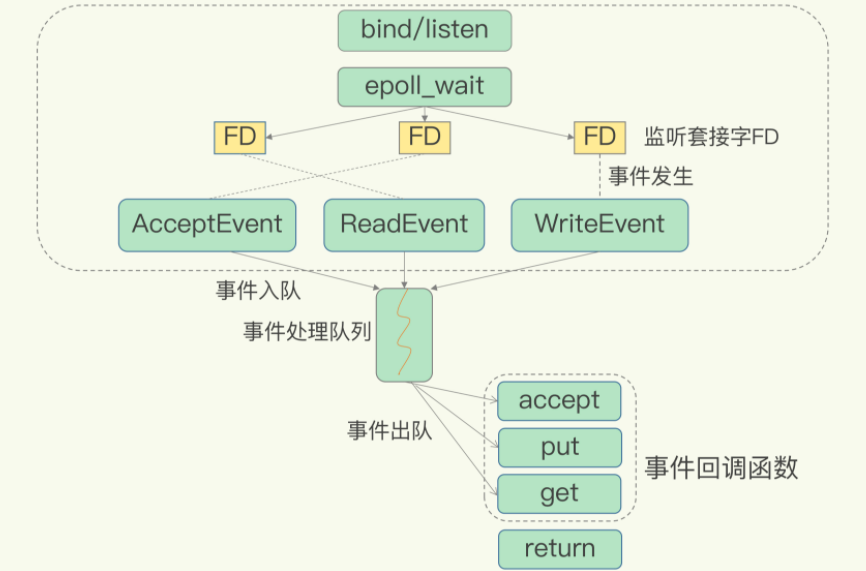 bind/listen
epoll_wait
FD
FD
FD
监听套接字FD
事件发生
AcceptEvent
ReadEvent
WriteEvent
事件入队
事件处理队列
accept
事件出队
put
事件回调函数
get
return